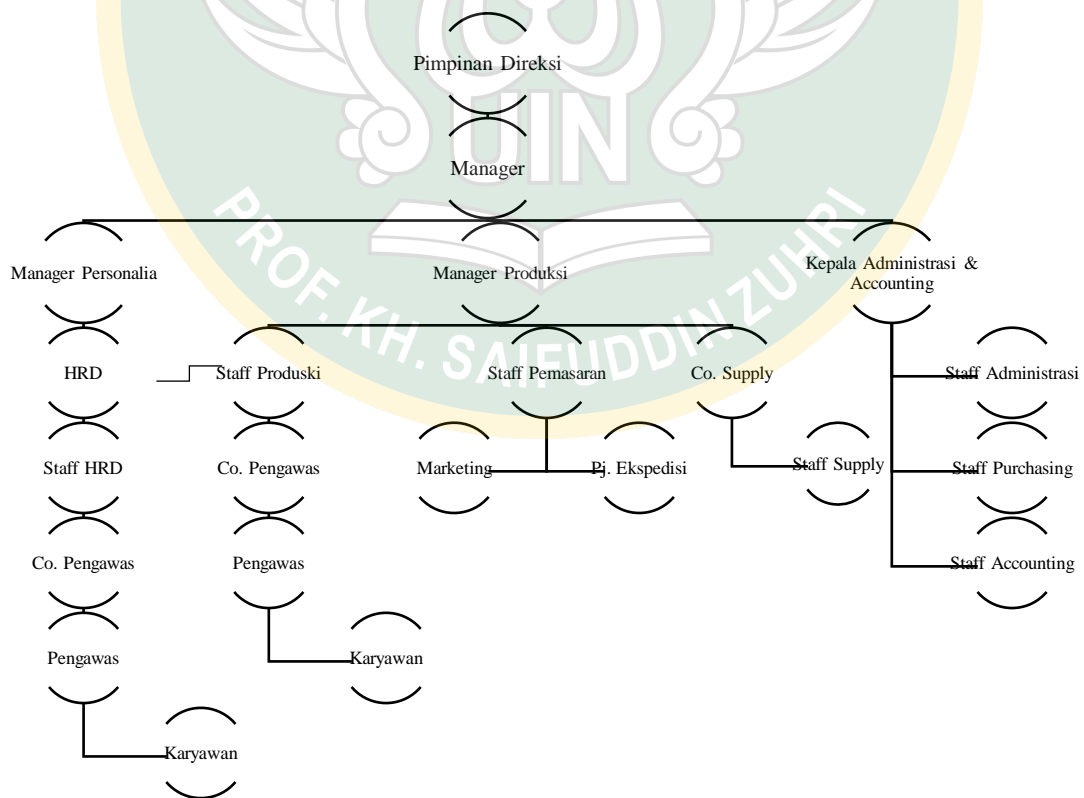 Pimpinan Direksi
UIN
Manager
PROF. KH. SAIFUDDIN ZUHRI
Manager Personalia
Manager Produksi
Kepala Administrasi &
Accounting
HRD
Staff Produski
Staff Pemasaran
Co. Supply
Staff Administrasi
Staff HRD
Co. Pengawas
Marketing
Pj. Ekspedisi
Staff Supply
Staff Purchasing
Co. Pengawas
Pengawas
Staff Accounting
Pengawas
Karyawan
Karyawan